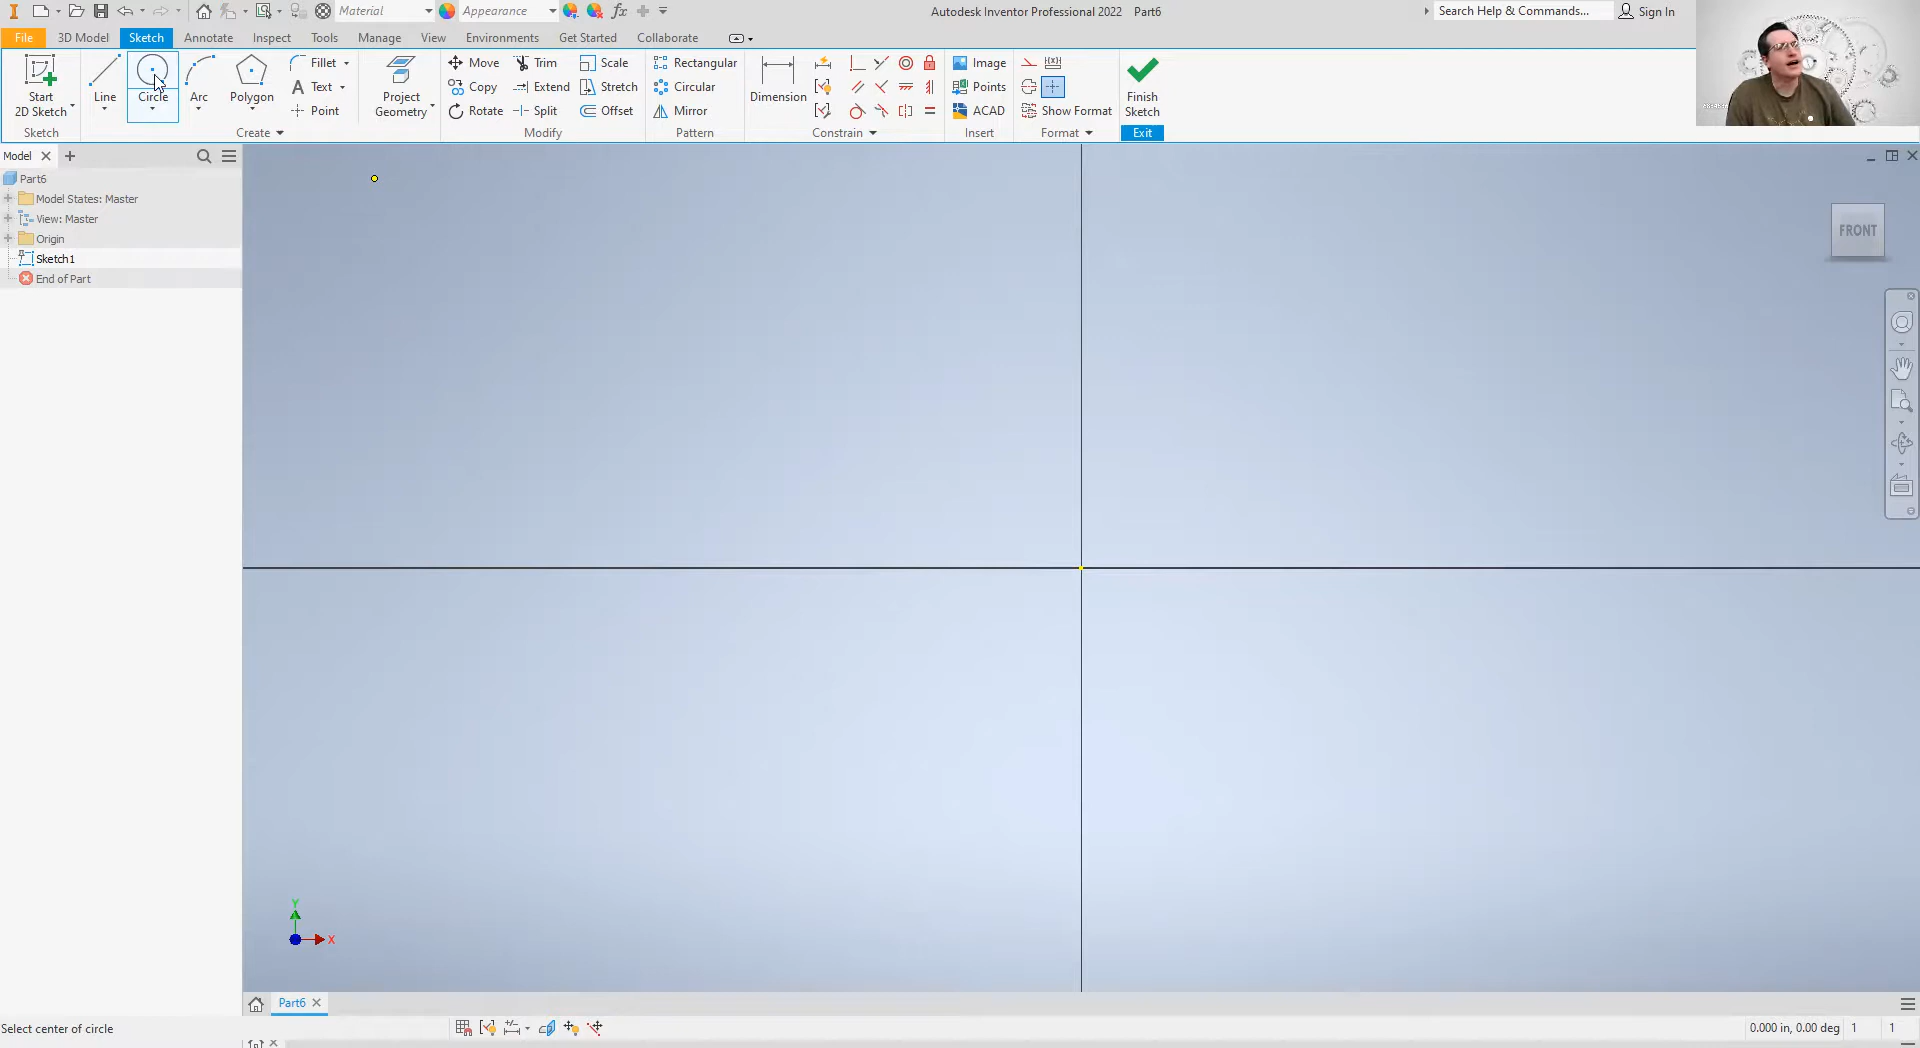 Material Appearance fx Autodesk Inventor Professional 2022 Part6 Search Help & Commands... Sign In
File 3D Model Sketch Annotate Inspect Tools Manage View Environments Get Started Collaborate
Start 2D Sketch
Line
Circle
Arc
Polygon
Fillet
Text
Point
Project Geometry
Move Trim Scale
Copy Extend Stretch
Rotate Split Offset
Rectangular
Circular
Mirror
Dimension
Image
Points
ACAD
Show Format
Finish Sketch
Sketch Create Modify Pattern Constrain Insert Format Exit
Model
Part6
Model States: Master
View: Master
Origin
Sketch1
End of Part
FRONT
Y
X
Part6
Select center of circle
0.000 in, 0.00 deg 1 1